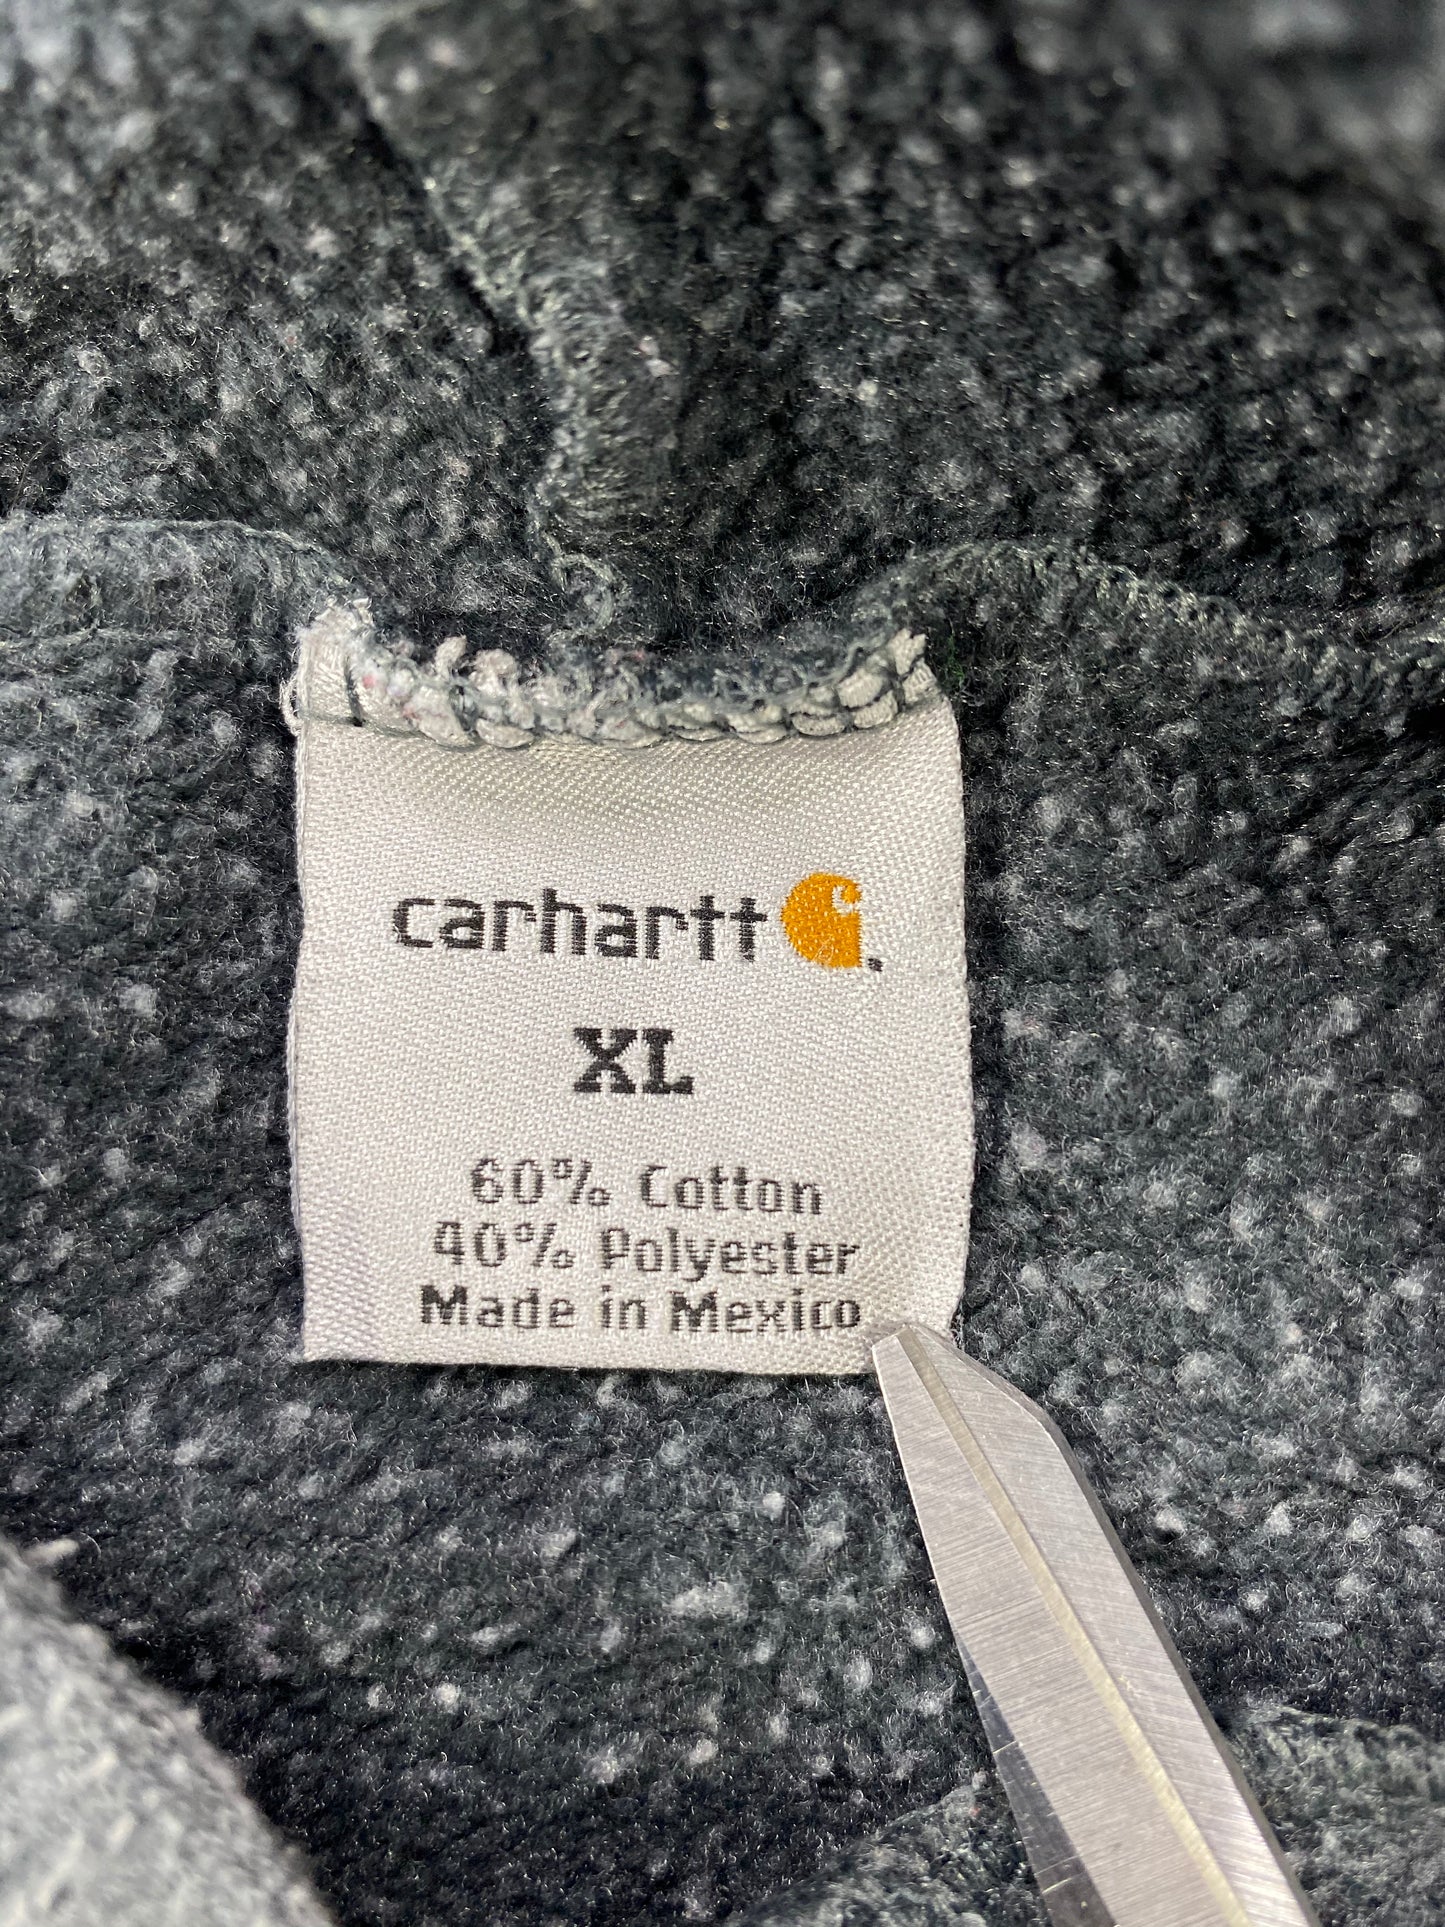 carhartt
XL
60% Cotton
40% Polyester
Made in Mexico